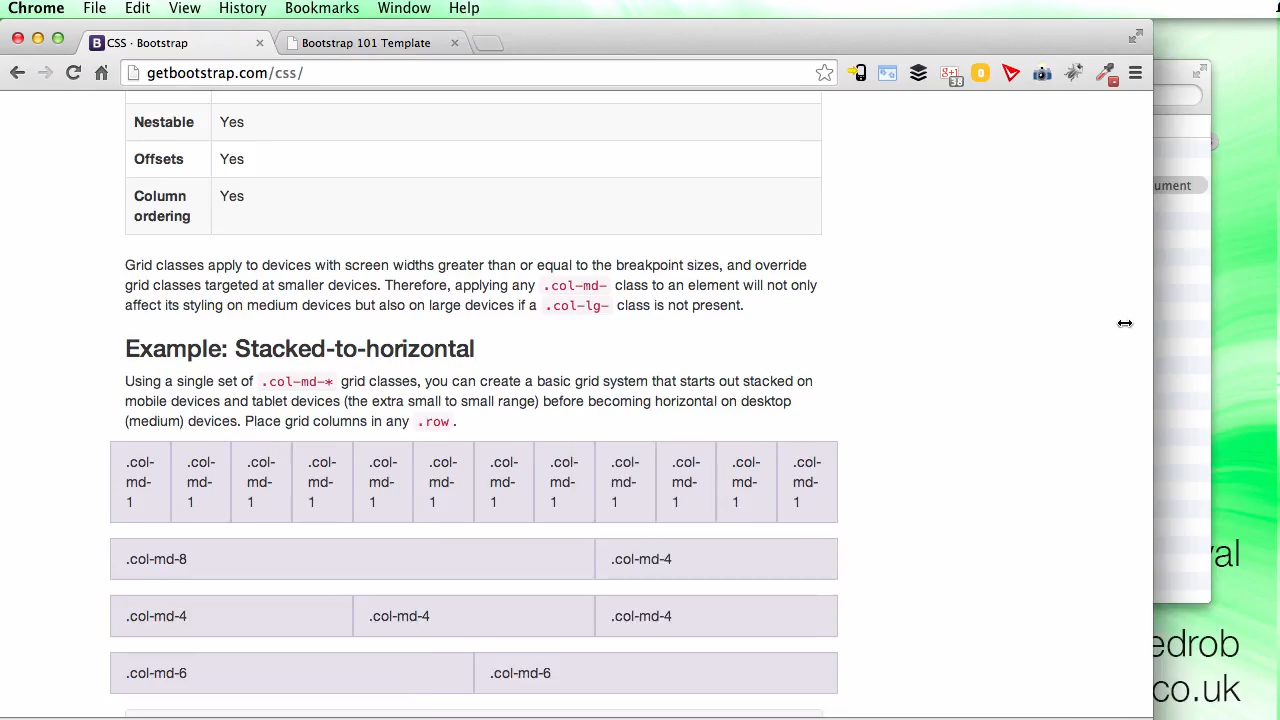 Chrome File Edit View History Bookmarks Window Help
CSS · Bootstrap Bootstrap 101 Template
getbootstrap.com/css/
38
Nestable Yes
Offsets Yes
Column Yes
ordering
ument
Grid classes apply to devices with screen widths greater than or equal to the breakpoint sizes, and override
grid classes targeted at smaller devices. Therefore, applying any .col-md- class to an element will not only
affect its styling on medium devices but also on large devices if a .col-lg- class is not present.
Example: Stacked-to-horizontal
Using a single set of .col-md-* grid classes, you can create a basic grid system that starts out stacked on
mobile devices and tablet devices (the extra small to small range) before becoming horizontal on desktop
(medium) devices. Place grid columns in any .row.
.col- .col- .col- .col- .col- .col- .col- .col- .col- .col- .col- .col-
md- md- md- md- md- md- md- md- md- md- md- md-
1 1 1 1 1 1 1 1 1 1 1 1
.col-md-8 .col-md-4
.col-md-4 .col-md-4 .col-md-4
.col-md-6 .col-md-6
val
edrob
.co.uk